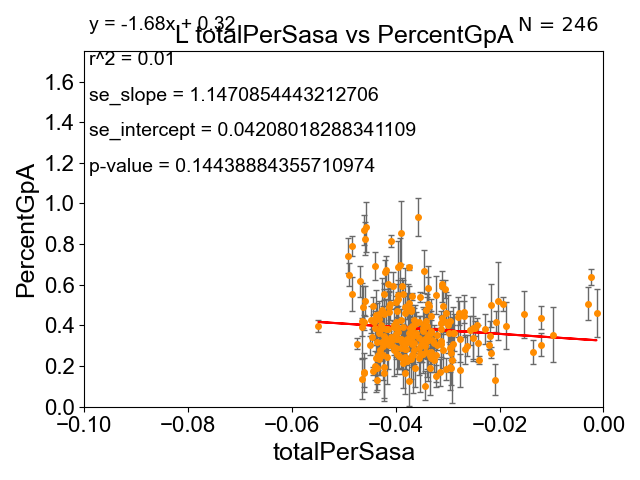 y = -1.68x + 0.32
N = 246
L totalPerSasa vs PercentGpA
r^2 = 0.01
se_slope = 1.1470854443212706
se_intercept = 0.04208018288341109
p-value = 0.14438884355710974
PercentGpA
1.6
1.4
1.2
1.0
0.8
0.6
0.4
0.2
0.0
−0.10 −0.08 −0.06 −0.04 −0.02 0.00
totalPerSasa